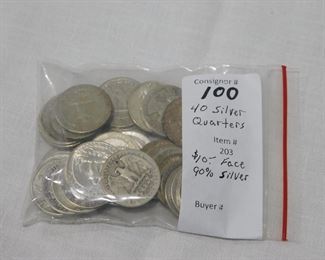 Consignor #
100
40 Silver
Quarters
Item #
203
$10- Face
90% Silver
Buyer #